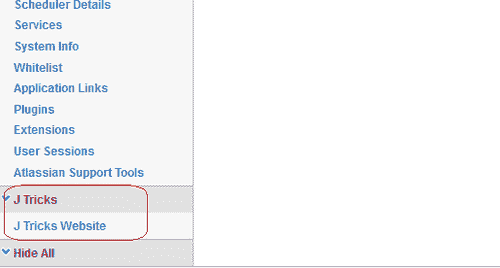 Scheduler Details
Services
System Info
Whitelist
Application Links
Plugins
Extensions
User Sessions
Atlassian Support Tools
J Tricks
J Tricks Website
Hide All